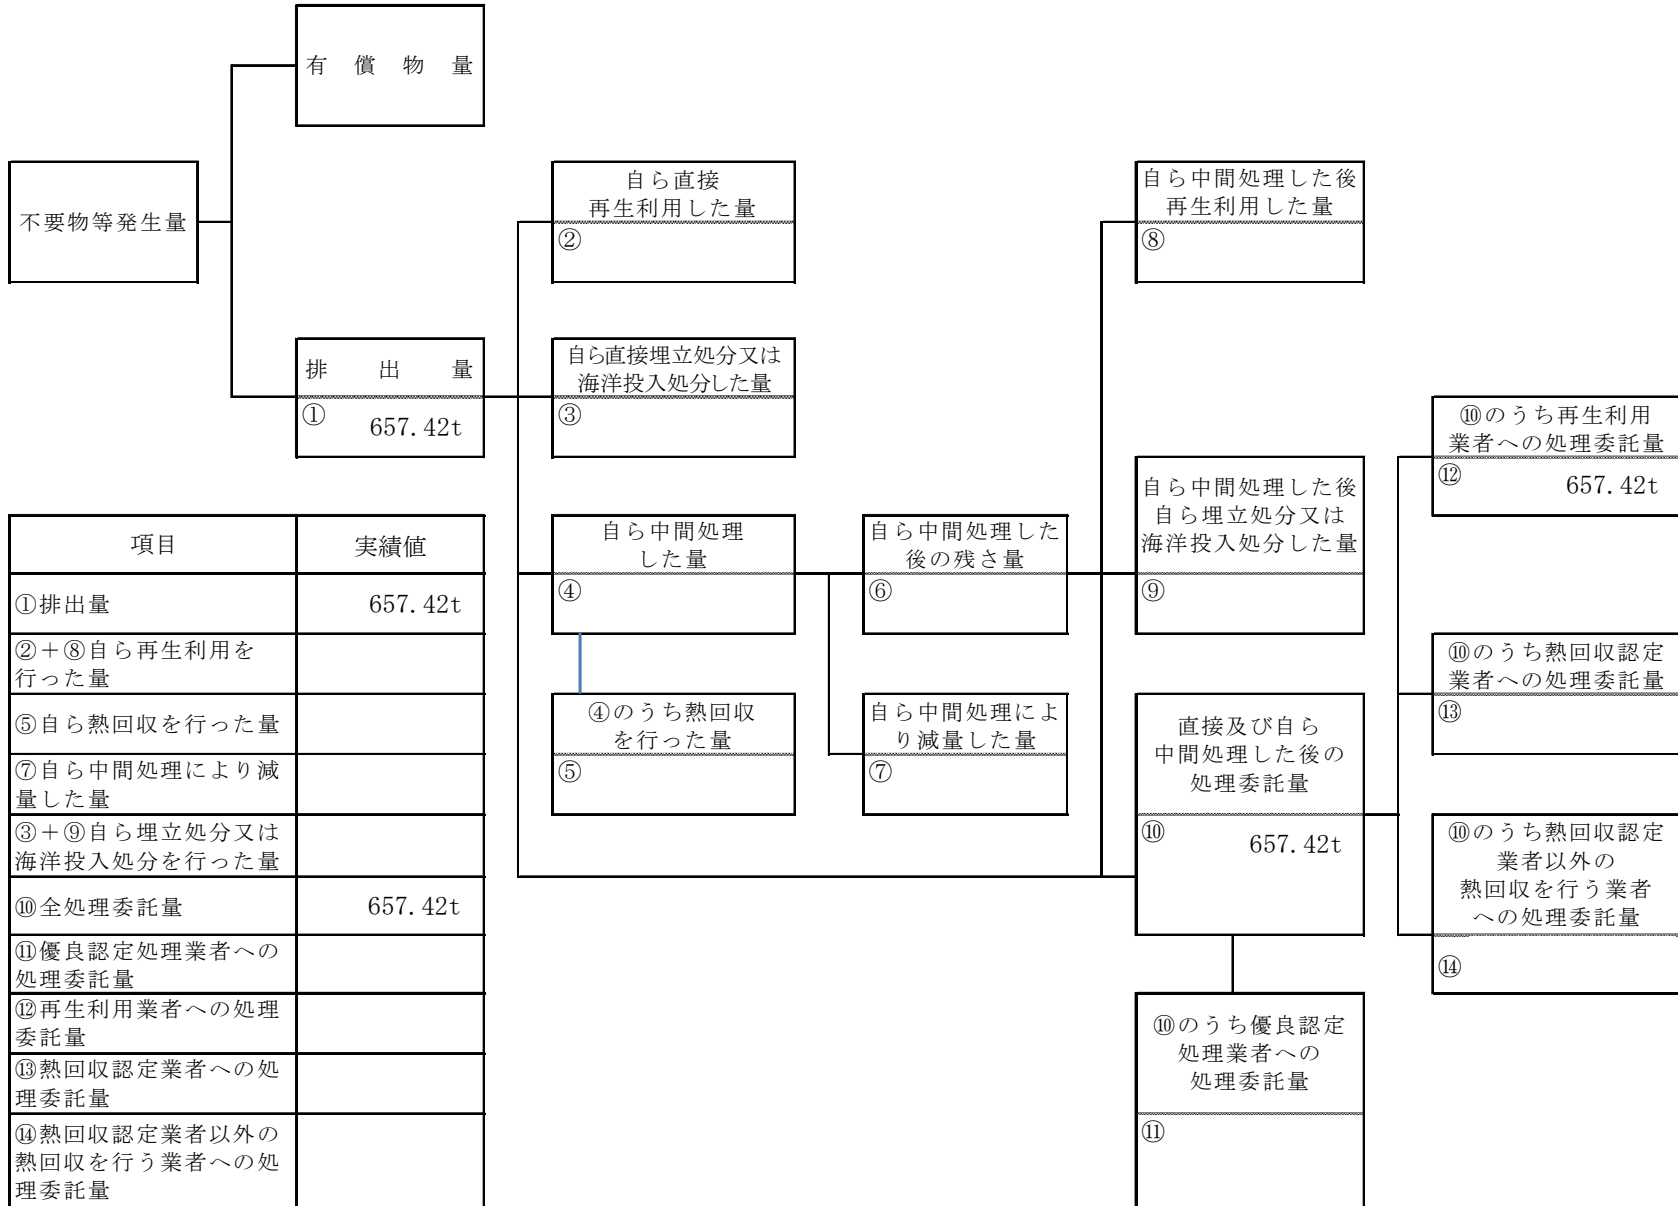 有償物量
不要物等発生量
自ら直接
再生利用した量
②
自ら中間処理した後
再生利用した量
⑧
排出量
① 657.42t
自ら直接埋立処分又は
海洋投入処分した量
③
⑩のうち再生利用
業者への処理委託量
⑫ 657.42t
自ら中間処理した後
自ら埋立処分又は
海洋投入処分した量
⑨
自ら中間処理
した量
④
自ら中間処理した
後の残さ量
⑥
⑩のうち熱回収認定
業者への処理委託量
⑬
④のうち熱回収
を行った量
⑤
自ら中間処理によ
り減量した量
⑦
直接及び自ら
中間処理した後の
処理委託量
⑩ 657.42t
⑩のうち熱回収認定
業者以外の
熱回収を行う業者
への処理委託量
⑭
⑩のうち優良認定
処理業者への
処理委託量
⑪
項目 実績値
①排出量 657.42t
②＋⑧自ら再生利用を
行った量
⑤自ら熱回収を行った量
⑦自ら中間処理により減
量した量
③＋⑨自ら埋立処分又は
海洋投入処分を行った量
⑩全処理委託量 657.42t
⑪優良認定処理業者への
処理委託量
⑫再生利用業者への処理
委託量
⑬熱回収認定業者への処
理委託量
⑭熱回収認定業者以外の
熱回収を行う業者への処
理委託量